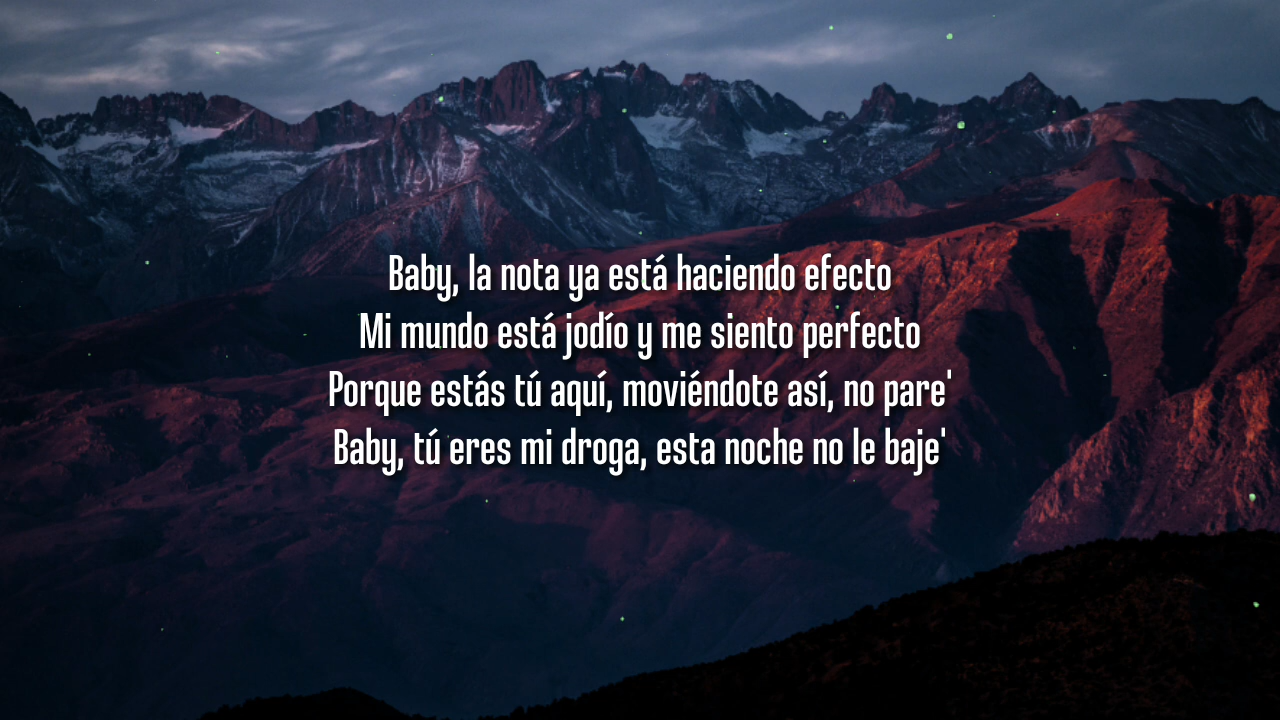 Baby, la nota ya está haciendo efecto
Mi mundo está jodío y me siento perfecto
Porque estás tú aquí, moviéndote así, no pare'
Baby, tú eres mi droga, esta noche no le baje'